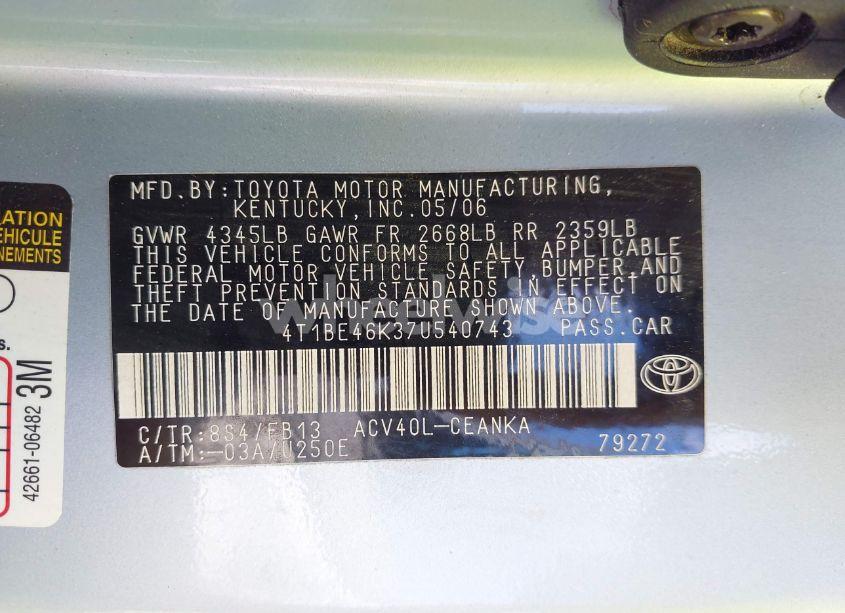 MFD.BY:TOYOTA MOTOR MANUFACTURING,
KENTUCKY,INC.05/06
GVWR 4345LB GAWR FR 2668LB RR 2359LB
THIS VEHICLE CONFORMS TO ALL APPLICABLE
FEDERAL MOTOR VEHICLE SAFETY,BUMPER,AND
THEFT PREVENTION STANDARDS IN EFFECT ON
THE DATE OF MANUFACTURE SHOWN ABOVE.
4T1BE46K37U540743 PASS.CAR
C/TR:8S4/FB13 ACV40L-CEANKA
A/TM:-03A/U250E 79272
ATION
VEHICULE
NEMENTS
s.
42661-06482 3M